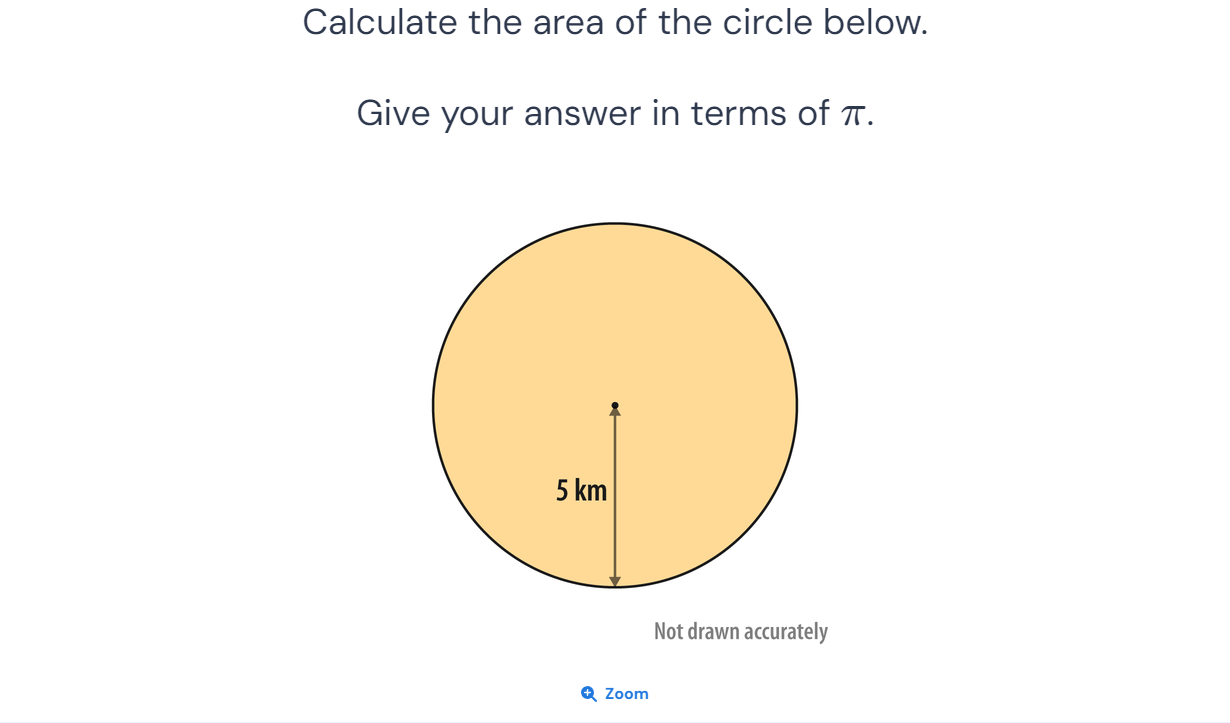 Calculate the area of the circle below.
Give your answer in terms of π.
5 km
Not drawn accurately
Zoom